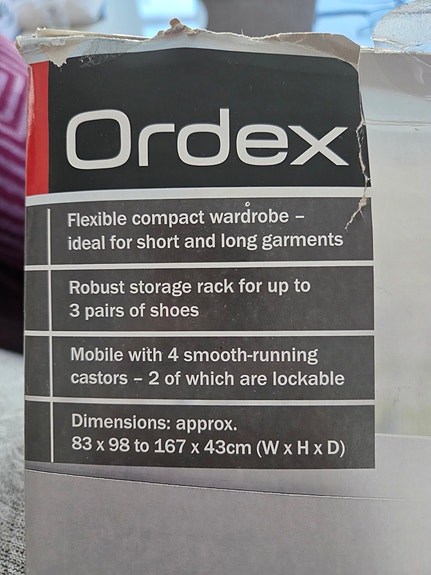 Ordex
Flexible compact wardrobe –
ideal for short and long garments
Robust storage rack for up to
3 pairs of shoes
Mobile with 4 smooth-running
castors – 2 of which are lockable
Dimensions: approx.
83 x 98 to 167 x 43cm (W x H x D)